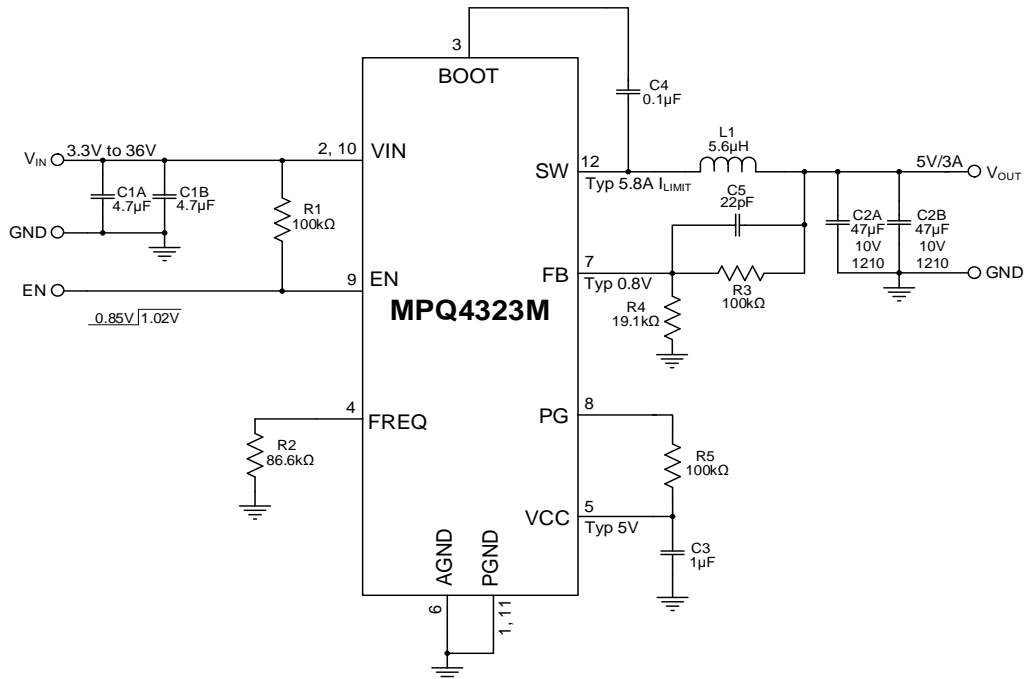 3
BOOT
C4
0.1µF
VIN
3.3V to 36V
2, 10
VIN
C1A
4.7µF
C1B
4.7µF
R1
100kΩ
GND
EN
9
EN
0.85V
1.02V
MPQ4323M
SW
12
Typ 5.8A ILIMIT
L1
5.6µH
5V/3A
VOUT
C5
22pF
C2A
47µF
10V
1210
C2B
47µF
10V
1210
GND
FB
7
Typ 0.8V
R3
100kΩ
R4
19.1kΩ
4
FREQ
R2
86.6kΩ
PG
8
R5
100kΩ
VCC
5
Typ 5V
C3
1µF
AGND
PGND
6
1, 11